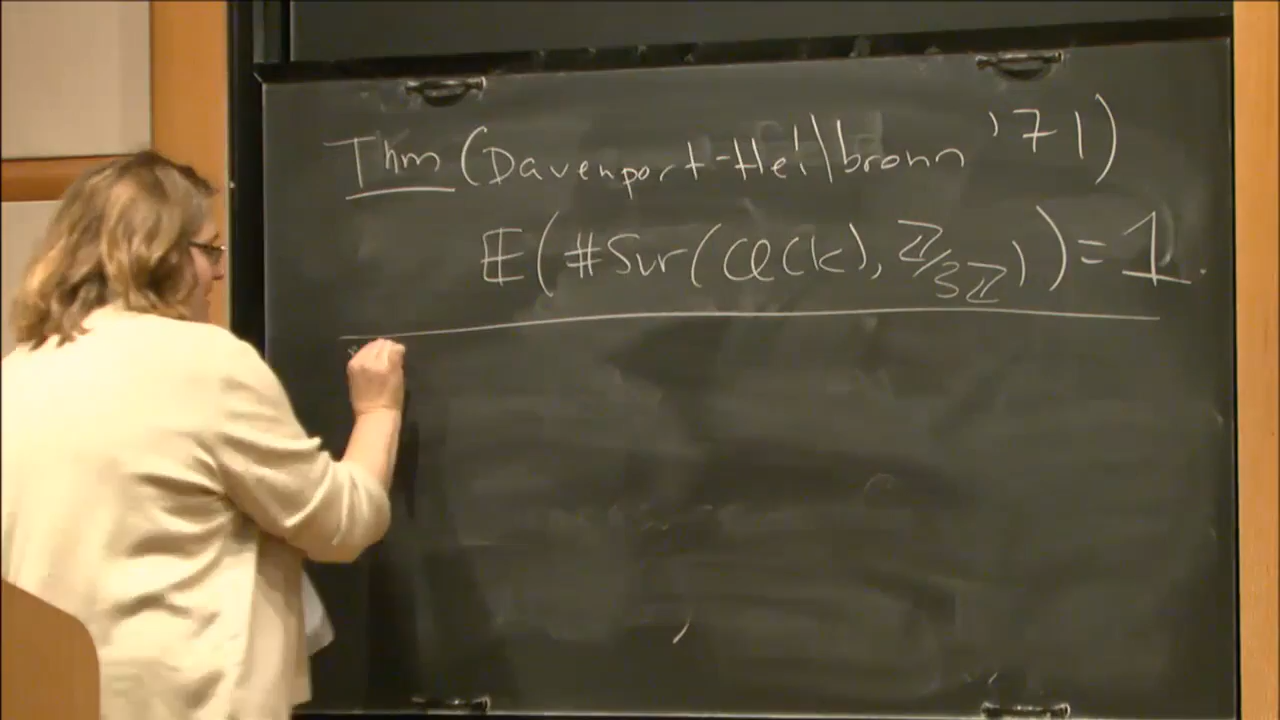 Thm (Davenport-Heilbronn '71)
𝔼(#Sur(Cl(K), ℤ/3ℤ)) = 1.